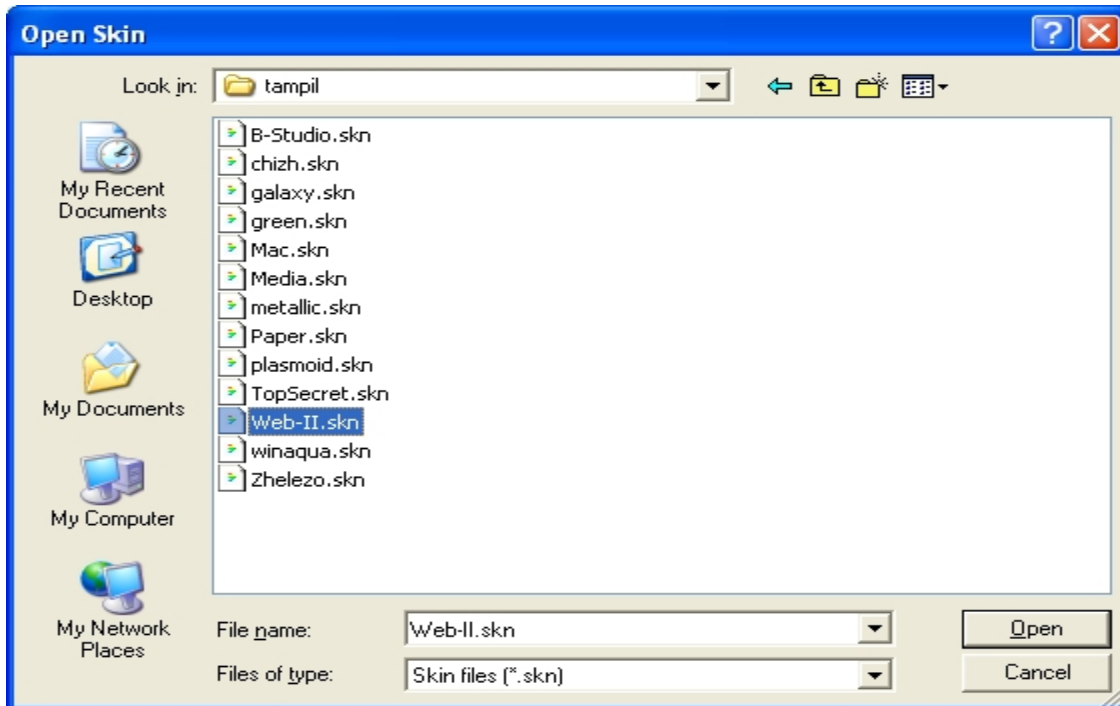 Open Skin
Look in: tampil
My Recent
Documents
Desktop
My Documents
My Computer
My Network
Places
B-Studio.skn
chizh.skn
galaxy.skn
green.skn
Mac.skn
Media.skn
metallic.skn
Paper.skn
plasmoid.skn
TopSecret.skn
Web-II.skn
winaqua.skn
Zhelezo.skn
File name: Web-II.skn Open
Files of type: Skin files (*.skn) Cancel